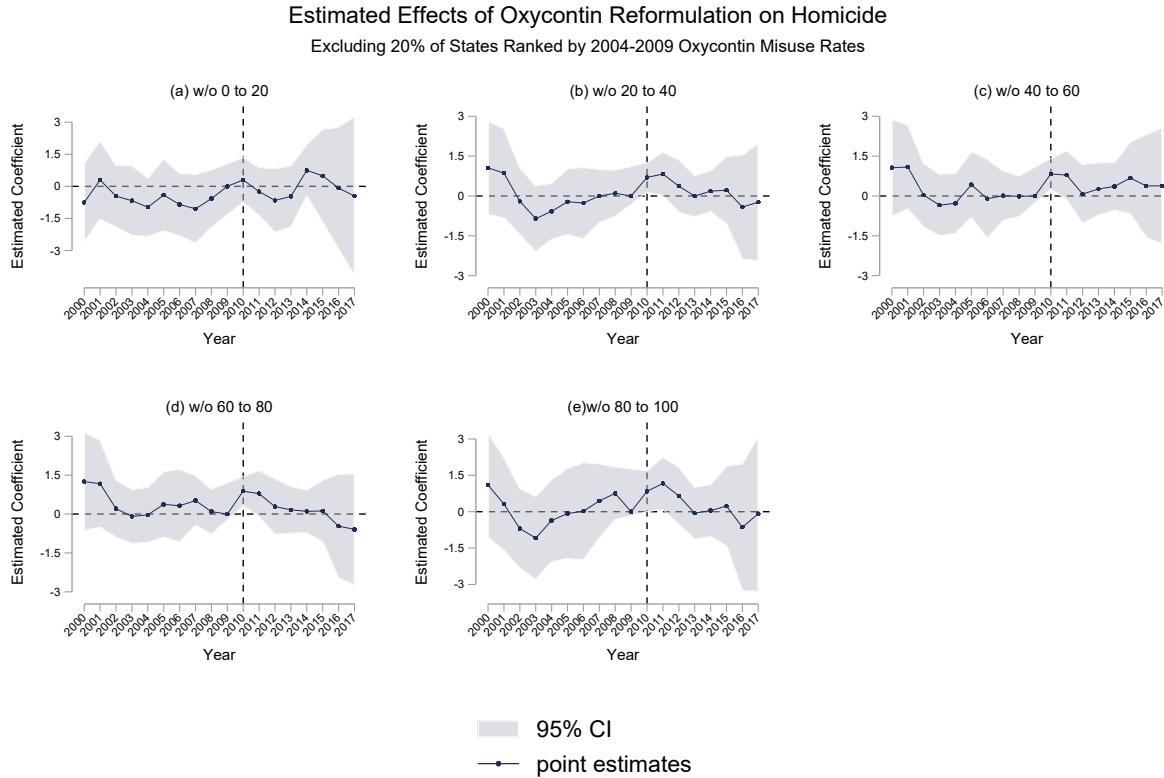 Estimated Effects of Oxycontin Reformulation on Homicide
Excluding 20% of States Ranked by 2004-2009 Oxycontin Misuse Rates
(a) w/o 0 to 20
Estimated Coefficient
3
1.5
0
-1.5
-3
2000 2001 2002 2003 2004 2005 2006 2007 2008 2009 2010 2011 2012 2013 2014 2015 2016 2017
Year
(b) w/o 20 to 40
Estimated Coefficient
3
1.5
0
-1.5
-3
2000 2001 2002 2003 2004 2005 2006 2007 2008 2009 2010 2011 2012 2013 2014 2015 2016 2017
Year
(c) w/o 40 to 60
Estimated Coefficient
3
1.5
0
-1.5
-3
2000 2001 2002 2003 2004 2005 2006 2007 2008 2009 2010 2011 2012 2013 2014 2015 2016 2017
Year
(d) w/o 60 to 80
Estimated Coefficient
3
1.5
0
-1.5
-3
2000 2001 2002 2003 2004 2005 2006 2007 2008 2009 2010 2011 2012 2013 2014 2015 2016 2017
Year
(e)w/o 80 to 100
Estimated Coefficient
3
1.5
0
-1.5
-3
2000 2001 2002 2003 2004 2005 2006 2007 2008 2009 2010 2011 2012 2013 2014 2015 2016 2017
Year
95% CI
point estimates